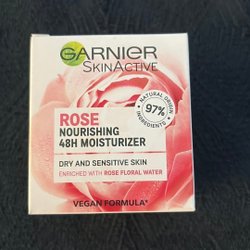 GARNIER
SKINACTIVE
NATURAL ORIGIN
97%
INGREDIENTS*
ROSE
NOURISHING
48H MOISTURIZER
DRY AND SENSITIVE SKIN
ENRICHED WITH ROSE FLORAL WATER
VEGAN FORMULA*